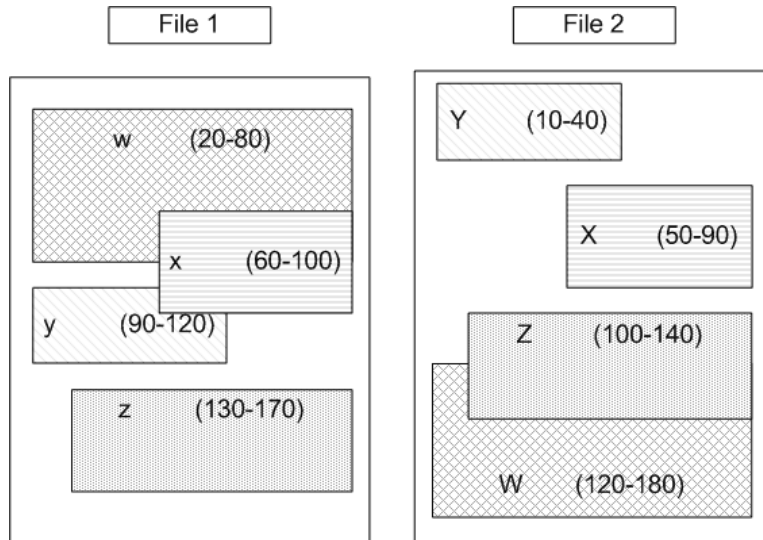 File 1
w (20-80)
x (60-100)
y (90-120)
z (130-170)
File 2
Y (10-40)
X (50-90)
Z (100-140)
W (120-180)